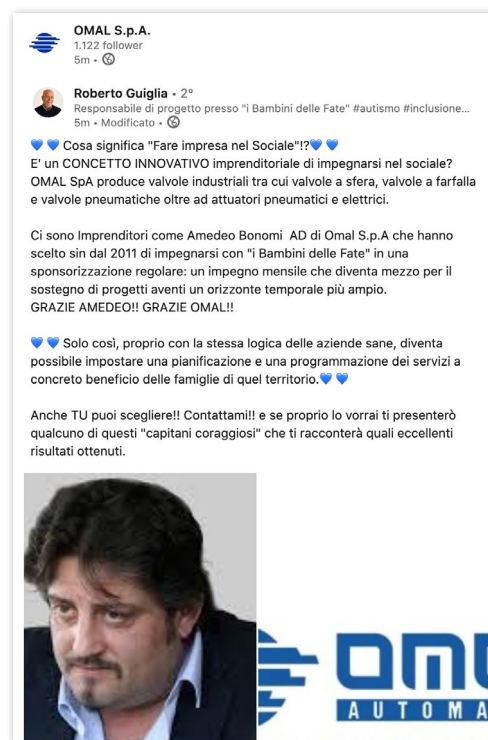 OMAL S.p.A.
1.122 follower
5m •
Roberto Guiglia • 2°
Responsabile di progetto presso "i Bambini delle Fate" #autismo #inclusione...
5m • Modificato •
💙 💙 Cosa significa "Fare impresa nel Sociale"!?💙 💙
E' un CONCETTO INNOVATIVO imprenditoriale di impegnarsi nel sociale?
OMAL SpA produce valvole industriali tra cui valvole a sfera, valvole a farfalla
e valvole pneumatiche oltre ad attuatori pneumatici e elettrici.
Ci sono Imprenditori come Amedeo Bonomi  AD di Omal S.p.A che hanno
scelto sin dal 2011 di impegnarsi con "i Bambini delle Fate" in una
sponsorizzazione regolare: un impegno mensile che diventa mezzo per il
sostegno di progetti aventi un orizzonte temporale più ampio.
GRAZIE AMEDEO!! GRAZIE OMAL!!
💙 💙 Solo così, proprio con la stessa logica delle aziende sane, diventa
possibile impostare una pianificazione e una programmazione dei servizi a
concreto beneficio delle famiglie di quel territorio.💙 💙
Anche TU puoi scegliere!! Contattami!! e se proprio lo vorrai ti presenterò
qualcuno di questi "capitani coraggiosi" che ti racconterà quali eccellenti
risultati ottenuti.
OM
AUTOMA